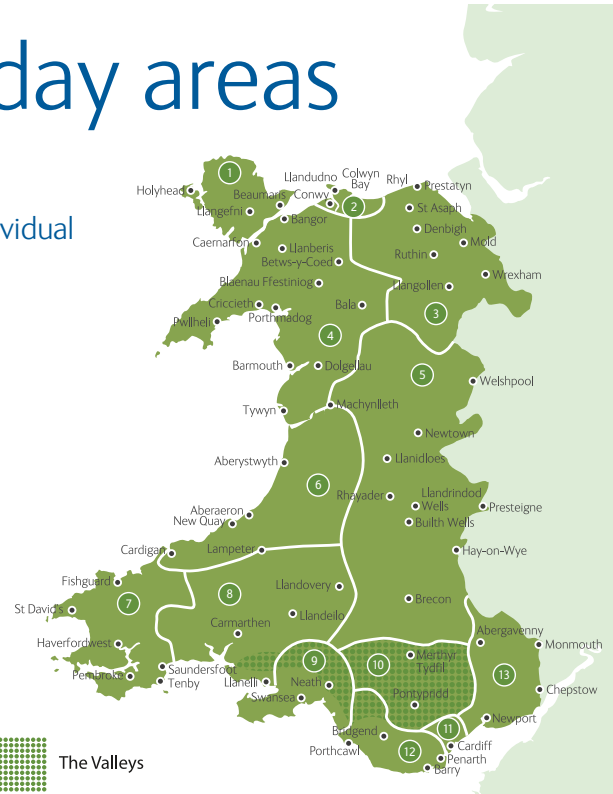 day areas
vidual
1
Llandudno
Colwyn
Bay
Rhyl
Prestatyn
Holyhead
Beaumaris
Conwy
2
St Asaph
Llangefni
Bangor
Denbigh
Caernarfon
Llanberis
Mold
Betws-y-Coed
Ruthin
Blaenau Ffestiniog
Wrexham
Llangollen
Criccieth
Bala
Porthmadog
3
Pwllheli
4
Barmouth
Dolgellau
5
Welshpool
Machynlleth
Tywyn
Newtown
Aberystwyth
Llanidloes
6
Rhayader
Llandrindod
Wells
Presteigne
Aberaeron
New Quay
Builth Wells
Cardigan
Lampeter
Hay-on-Wye
Fishguard
Llandovery
8
7
Brecon
St David's
Llandeilo
Carmarthen
Abergavenny
Haverfordwest
Monmouth
9
10
Merthyr
Tydfil
Saundersfoot
13
Pembroke
Tenby
Llanelli
Neath
Chepstow
Swansea
Pontypridd
Newport
11
Bridgend
Cardiff
Porthcawl
12
Penarth
Barry
The Valleys